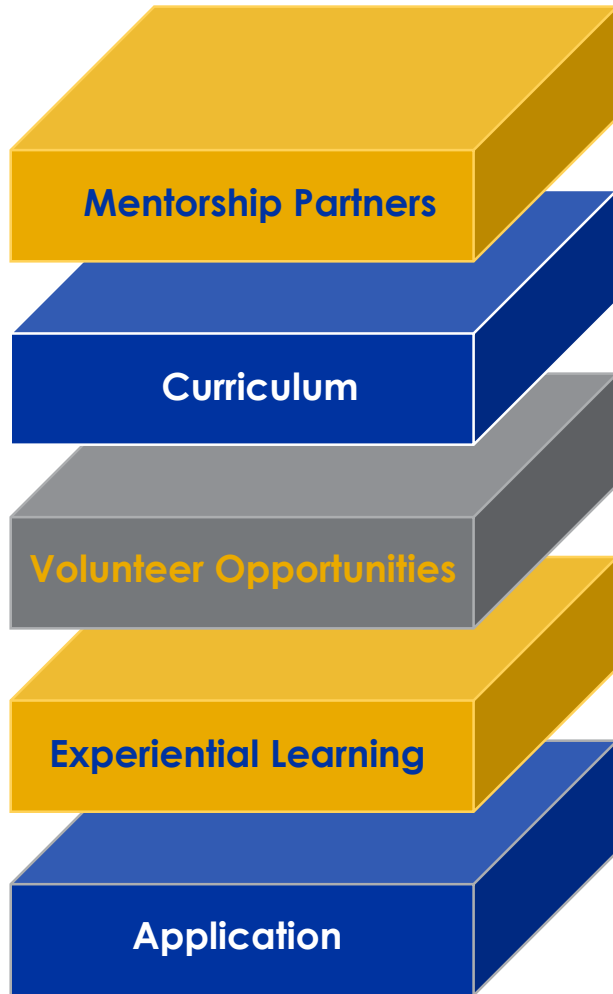 Mentorship Partners
Curriculum
Volunteer Opportunities
Experiential Learning
Application